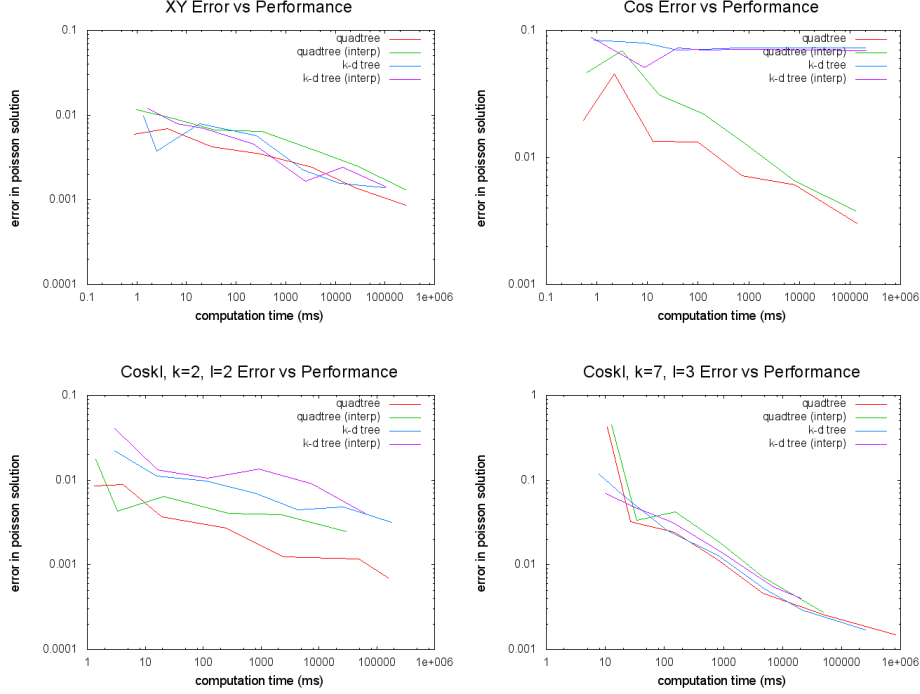 XY Error vs Performance
0.1
0.01
0.001
0.0001
0.1
1
10
100
1000
10000
100000
1e+006
error in poisson solution
computation time (ms)
quadtree
quadtree (interp)
k-d tree
k-d tree (interp)
Cos Error vs Performance
0.1
0.01
0.001
0.1
1
10
100
1000
10000
100000
1e+006
error in poisson solution
computation time (ms)
quadtree
quadtree (interp)
k-d tree
k-d tree (interp)
Coskl, k=2, l=2 Error vs Performance
0.1
0.01
0.001
0.0001
1
10
100
1000
10000
100000
1e+006
error in poisson solution
computation time (ms)
quadtree
quadtree (interp)
k-d tree
k-d tree (interp)
Coskl, k=7, l=3 Error vs Performance
1
0.1
0.01
0.001
1
10
100
1000
10000
100000
1e+006
error in poisson solution
computation time (ms)
quadtree
quadtree (interp)
k-d tree
k-d tree (interp)